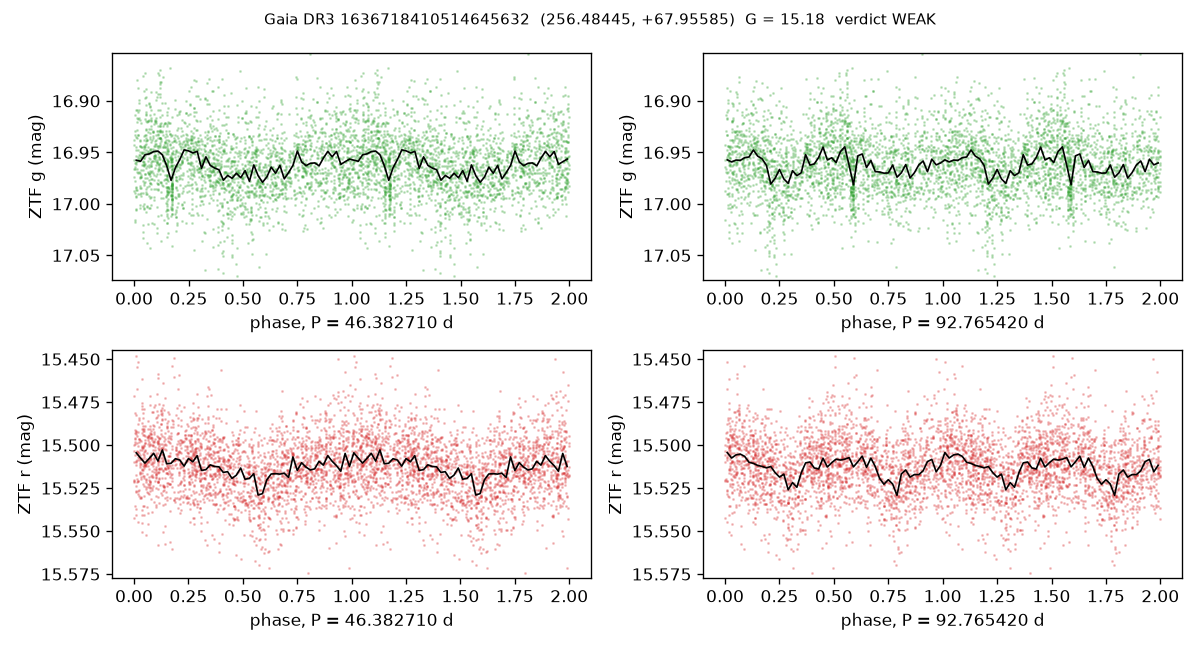 Gaia DR3 1636718410514645632 (256.48445, +67.95585) G = 15.18 verdict WEAK
ZTF g (mag)
16.90
16.95
17.00
17.05
0.00 0.25 0.50 0.75 1.00 1.25 1.50 1.75 2.00
phase, P = 46.382710 d
ZTF g (mag)
16.90
16.95
17.00
17.05
0.00 0.25 0.50 0.75 1.00 1.25 1.50 1.75 2.00
phase, P = 92.765420 d
ZTF r (mag)
15.450
15.475
15.500
15.525
15.550
15.575
0.00 0.25 0.50 0.75 1.00 1.25 1.50 1.75 2.00
phase, P = 46.382710 d
ZTF r (mag)
15.450
15.475
15.500
15.525
15.550
15.575
0.00 0.25 0.50 0.75 1.00 1.25 1.50 1.75 2.00
phase, P = 92.765420 d